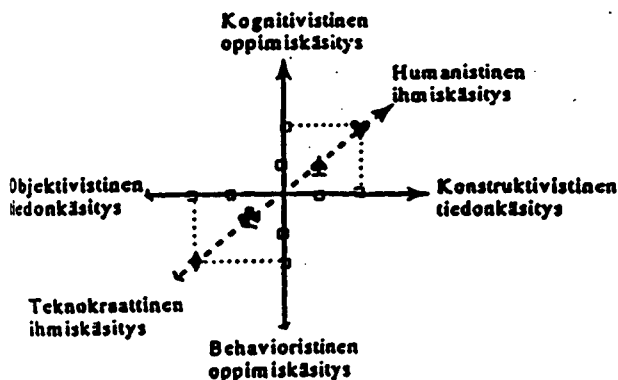 Kognitivistinen
oppimiskäsitys
Humanistinen
ihmiskäsitys
Objektivistinen
tiedonkäsitys
Konstruktivistinen
tiedonkäsitys
Teknokraattinen
ihmiskäsitys
Behavioristinen
oppimiskäsitys